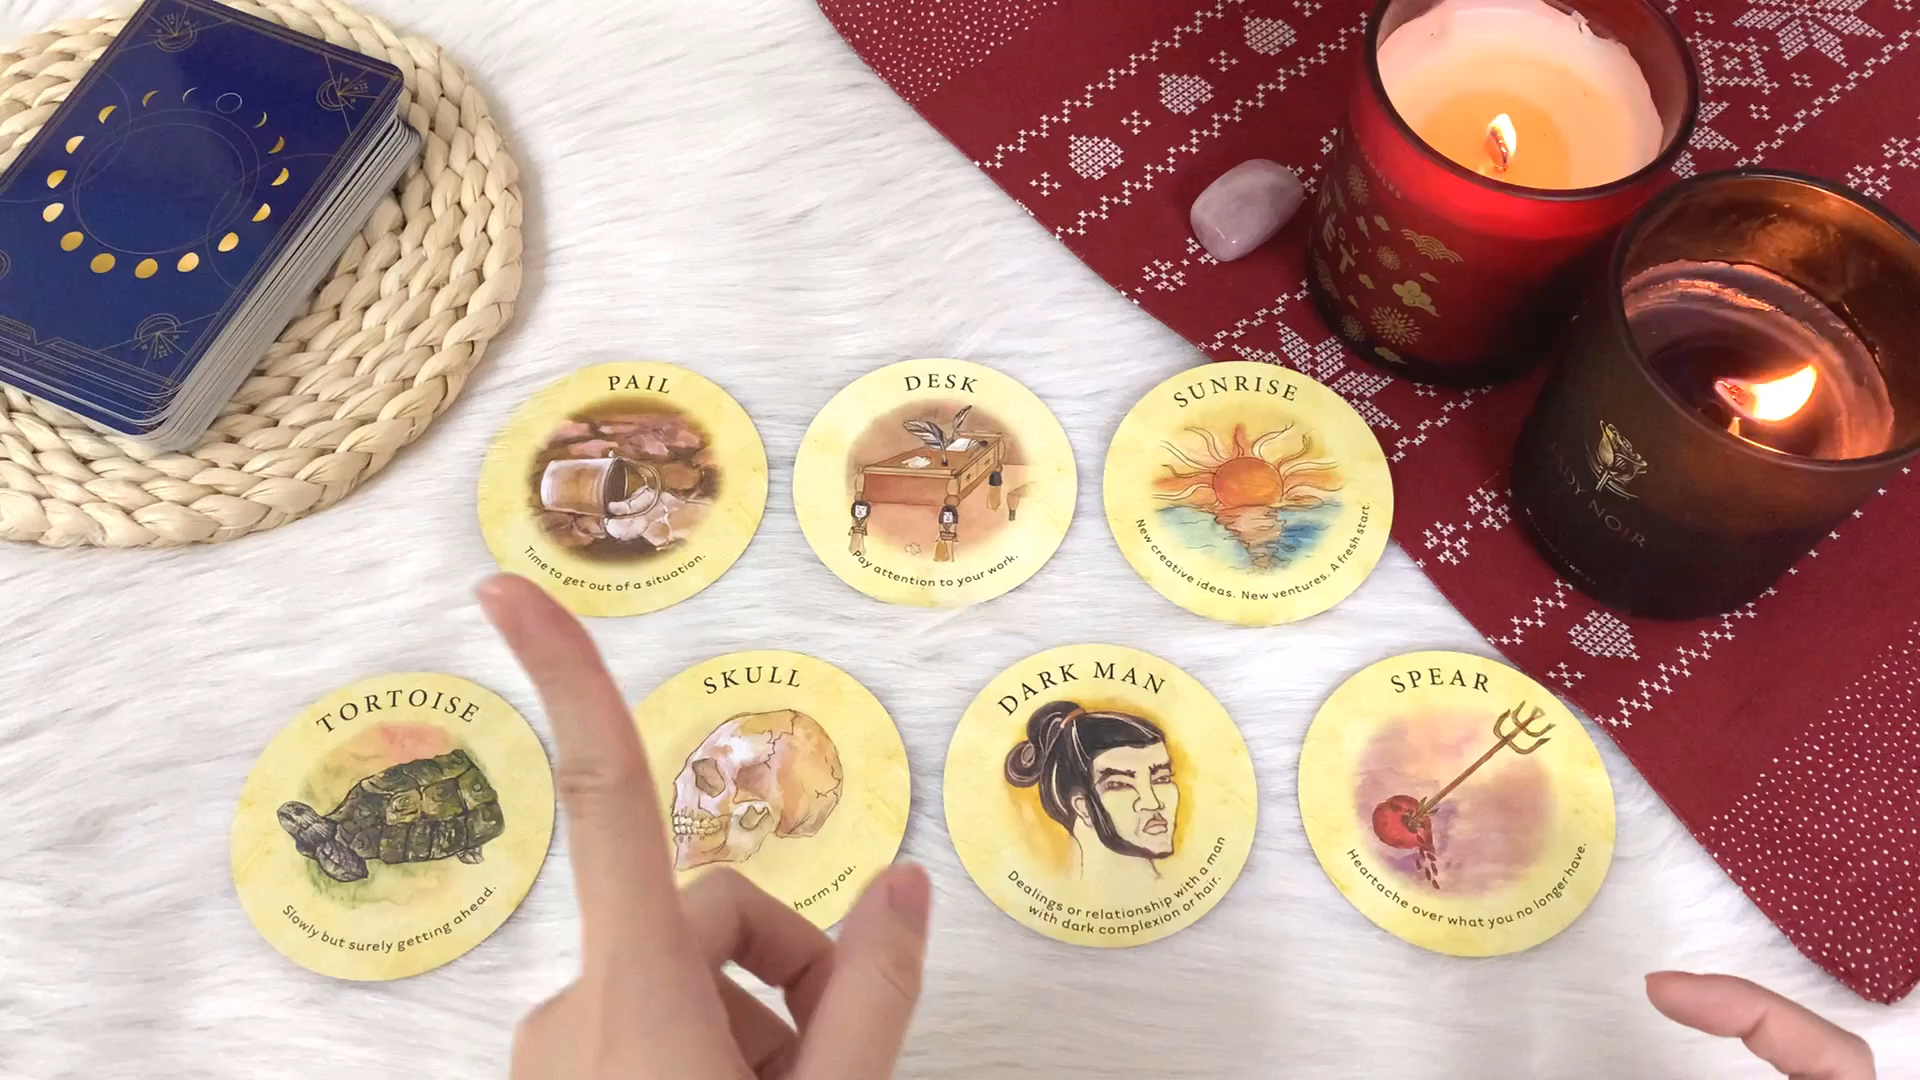 PAIL
Time to get out of a situation.
DESK
Pay attention to your work.
SUNRISE
New creative ideas. New ventures. A fresh start.
TORTOISE
Slowly but surely getting ahead.
SKULL
harm you.
DARK MAN
Dealings or relationship with a man
with dark complexion or hair.
SPEAR
Heartache over what you no longer have.
LADY NOIR